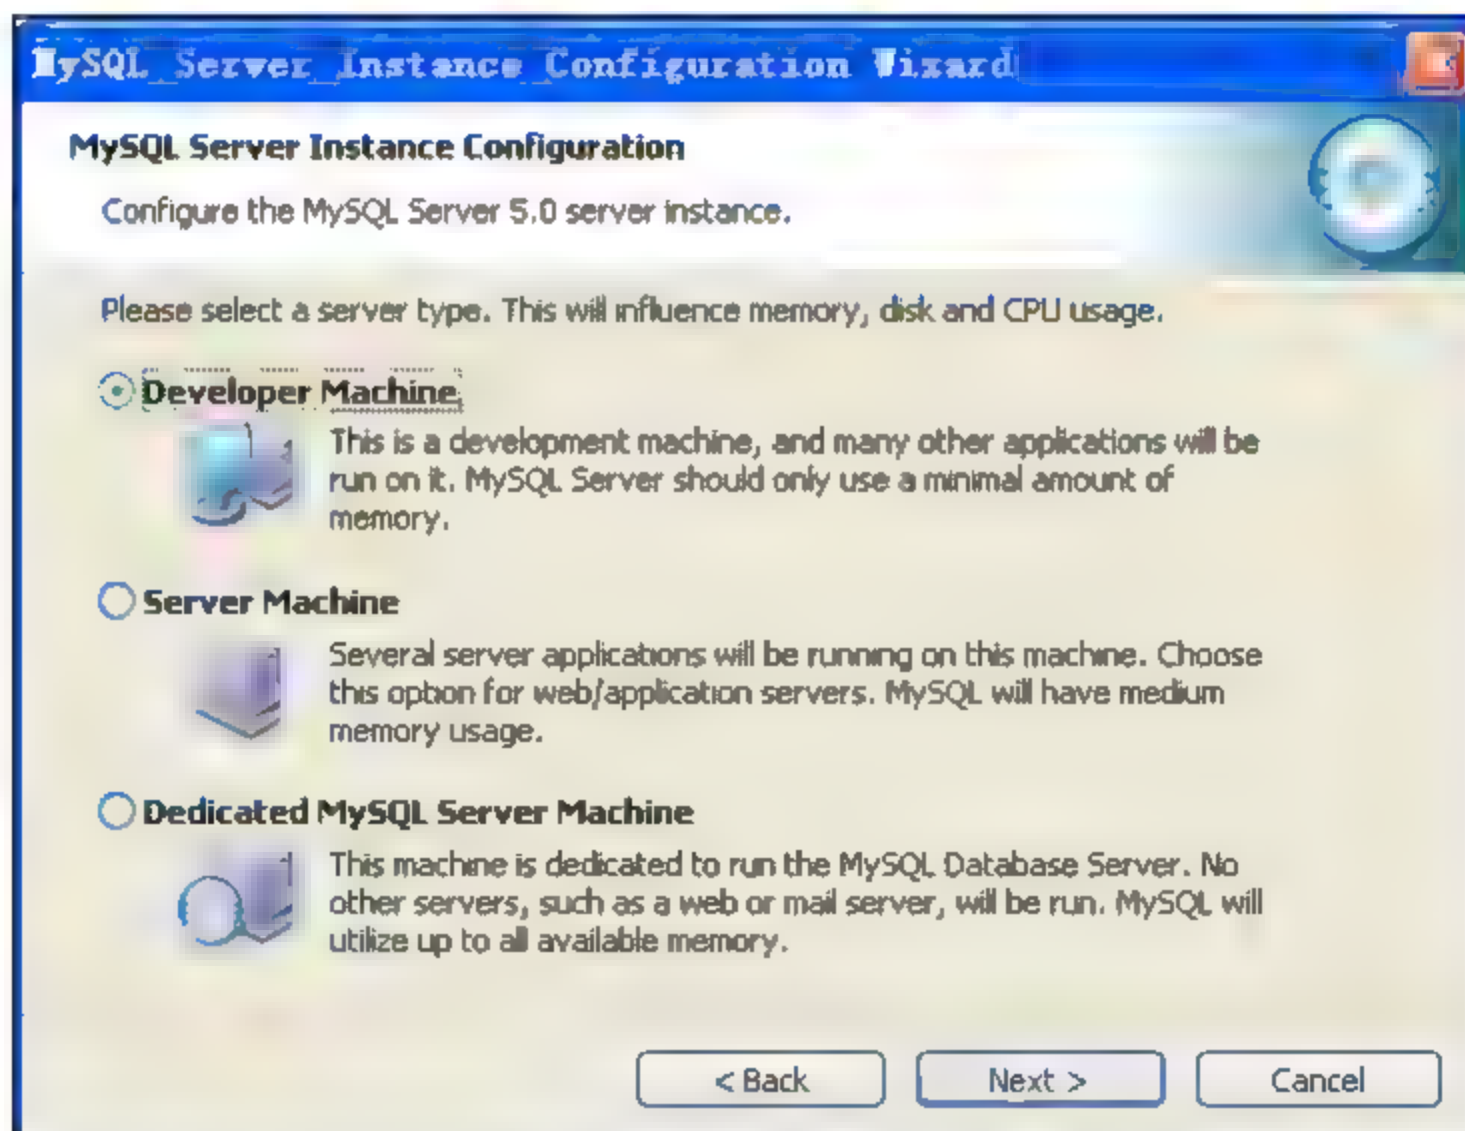 MySQL Server Instance Configuration Wizard
MySQL Server Instance Configuration
Configure the MySQL Server 5.0 server instance.
Please select a server type. This will influence memory, disk and CPU usage.
Developer Machine
This is a development machine, and many other applications will be
run on it. MySQL Server should only use a minimal amount of
memory.
Server Machine
Several server applications will be running on this machine. Choose
this option for web/application servers. MySQL will have medium
memory usage.
Dedicated MySQL Server Machine
This machine is dedicated to run the MySQL Database Server. No
other servers, such as a web or mail server, will be run. MySQL will
utilize up to all available memory.
< Back
Next >
Cancel